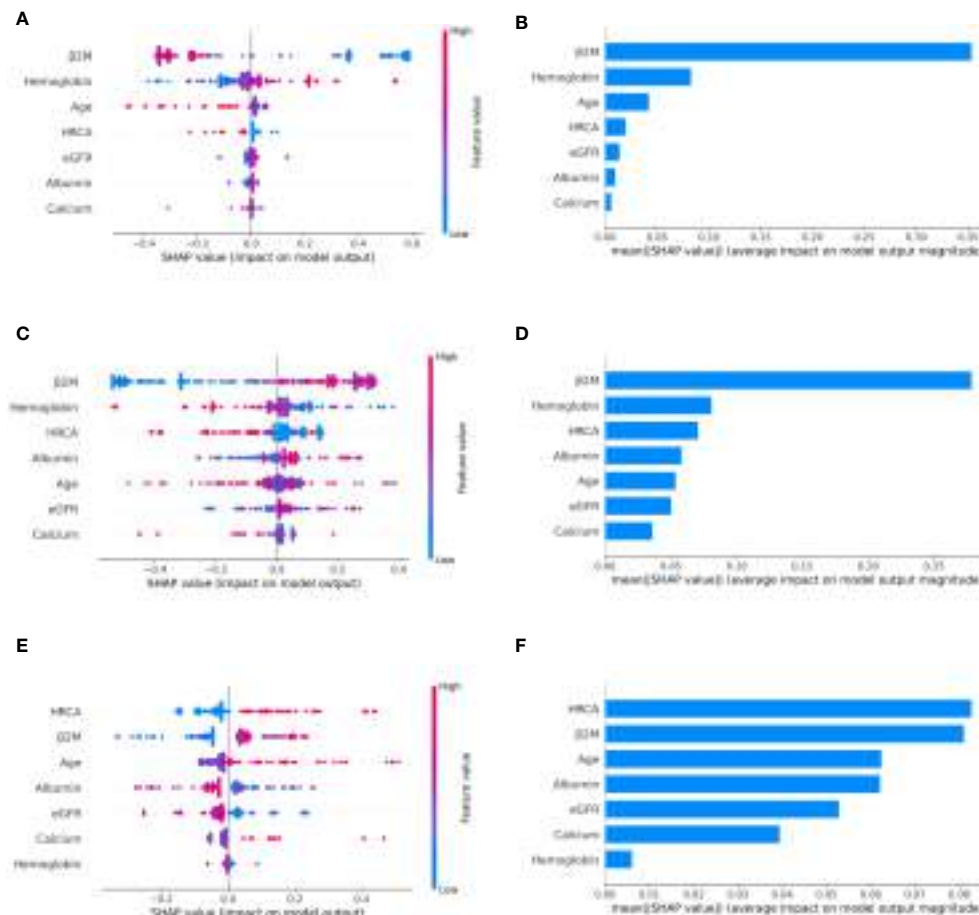 A
B
High
β2M
Hemoglobin
Age
HRCA
eGFR
Albumin
Calcium
Feature value
Low
−0.4 −0.2 0.0 0.2 0.4 0.6
SHAP value (impact on model output)
β2M
Hemoglobin
Age
HRCA
eGFR
Albumin
Calcium
0.00 0.05 0.10 0.15 0.20 0.25 0.30 0.35
mean(|SHAP value|) (average impact on model output magnitude
C
D
High
β2M
Hemoglobin
HRCA
Albumin
Age
eGFR
Calcium
Feature value
Low
SHAP value (impact on model output)
β2M
Hemoglobin
HRCA
Albumin
Age
eGFR
Calcium
0.00 0.05 0.10 0.15 0.20 0.25
mean(|SHAP value|) (average impact on model output magnitude
E
F
High
HRCA
β2M
Age
Albumin
eGFR
Calcium
Hemoglobin
Feature value
Low
−0.2 0.0 0.2 0.4
SHAP value (impact on model output)
HRCA
β2M
Age
Albumin
eGFR
Calcium
Hemoglobin
0.00 0.01 0.02 0.03 0.04 0.05 0.06 0.07 0.08
mean(|SHAP value|) (average impact on model output magnitude